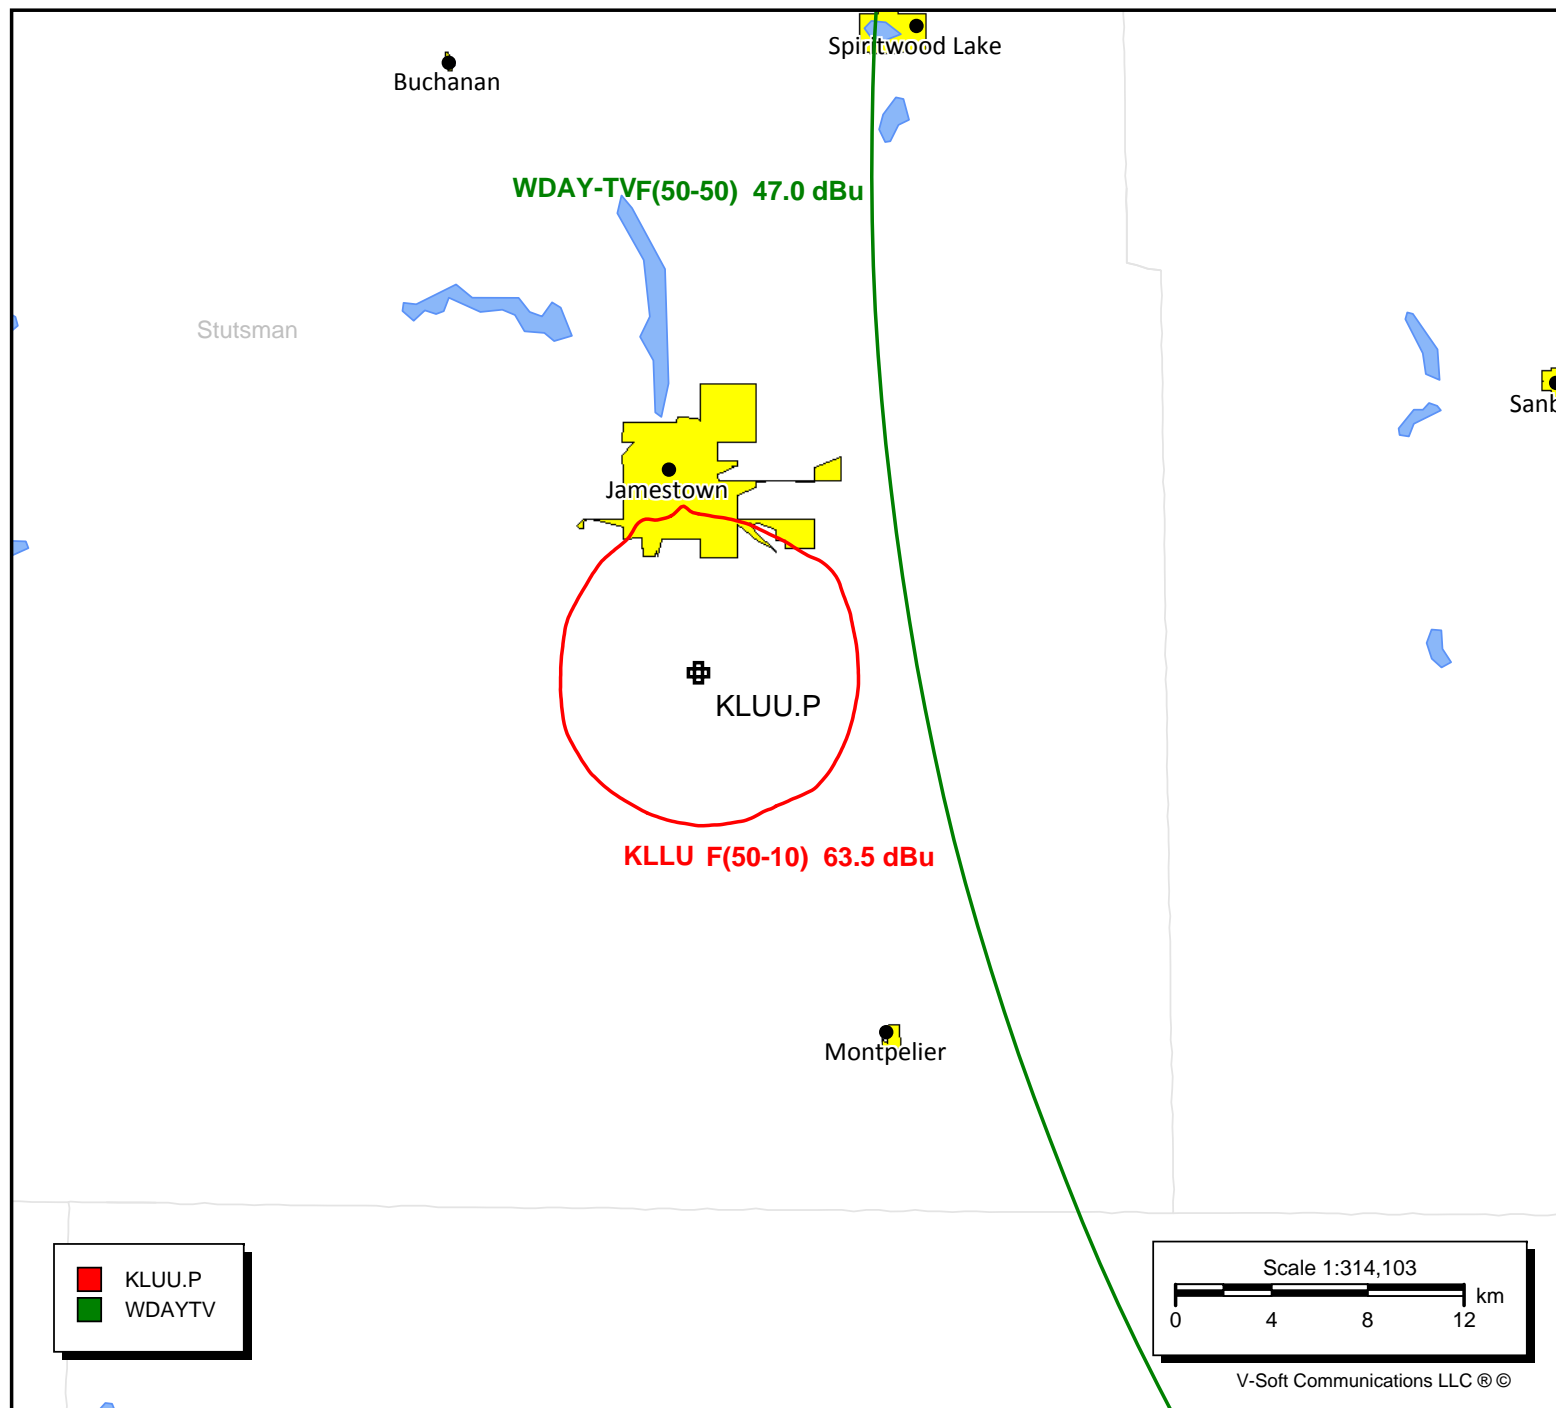 Spiritwood Lake
Buchanan
WDAY-TV F(50-50) 47.0 dBu
Stutsman
Sanb
Jamestown
KLUU.P
KLLU F(50-10) 63.5 dBu
Montpelier
KLUU.P
WDAYTV
Scale 1:314,103
km
0 4 8 12
V-Soft Communications LLC ® ©